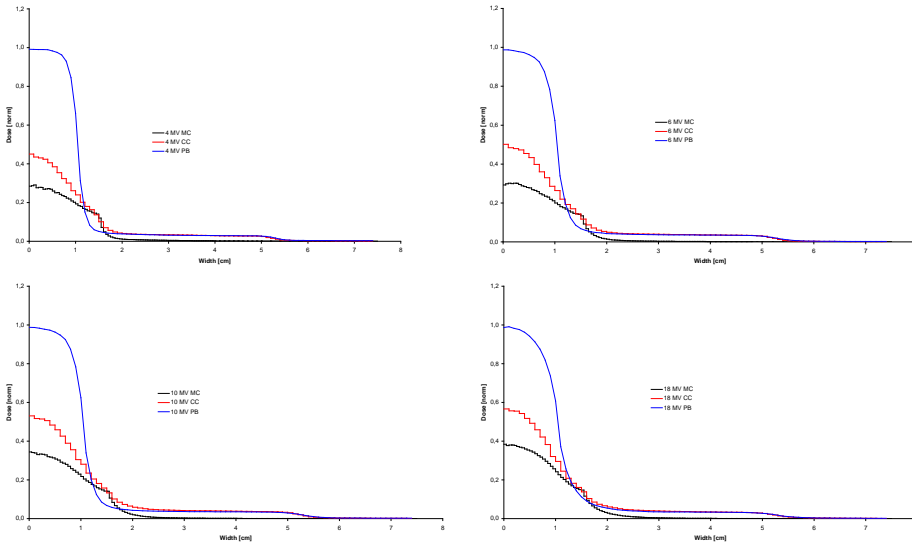 1,2
1,0
0,8
0,6
0,4
0,2
0,0
Dose [norm]
4 MV MC
4 MV CC
4 MV PB
0 1 2 3 4 5 6 7 8
Width [cm]
1,2
1,0
0,8
0,6
0,4
0,2
0,0
Dose [norm]
6 MV MC
6 MV CC
6 MV PB
0 1 2 3 4 5 6 7
Width [cm]
1,2
1,0
0,8
0,6
0,4
0,2
0,0
Dose [norm]
10 MV MC
10 MV CC
10 MV PB
0 1 2 3 4 5 6 7 8
Width [cm]
1,2
1,0
0,8
0,6
0,4
0,2
0,0
Dose [norm]
18 MV MC
18 MV CC
18 MV PB
0 1 2 3 4 5 6 7
Width [cm]